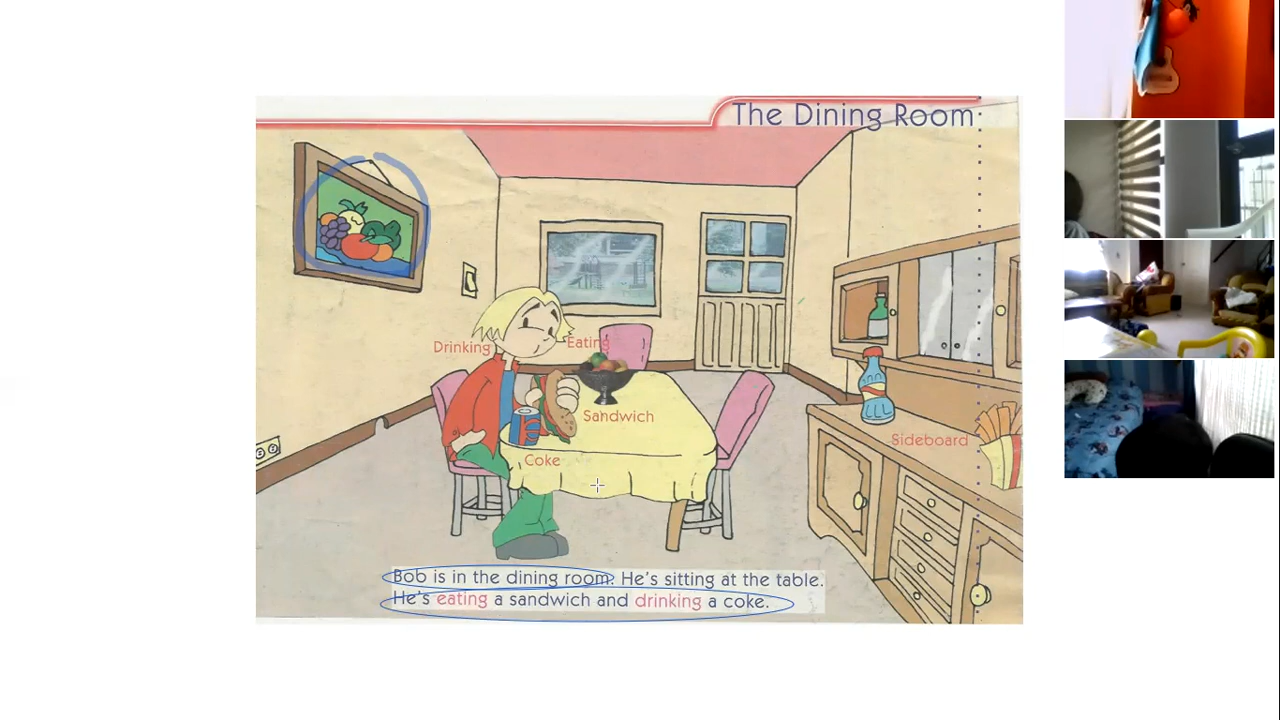 The Dining Room
Drinking
Eating
Sandwich
Sideboard
Coke
Bob is in the dining room. He's sitting at the table.
He's eating a sandwich and drinking a coke.